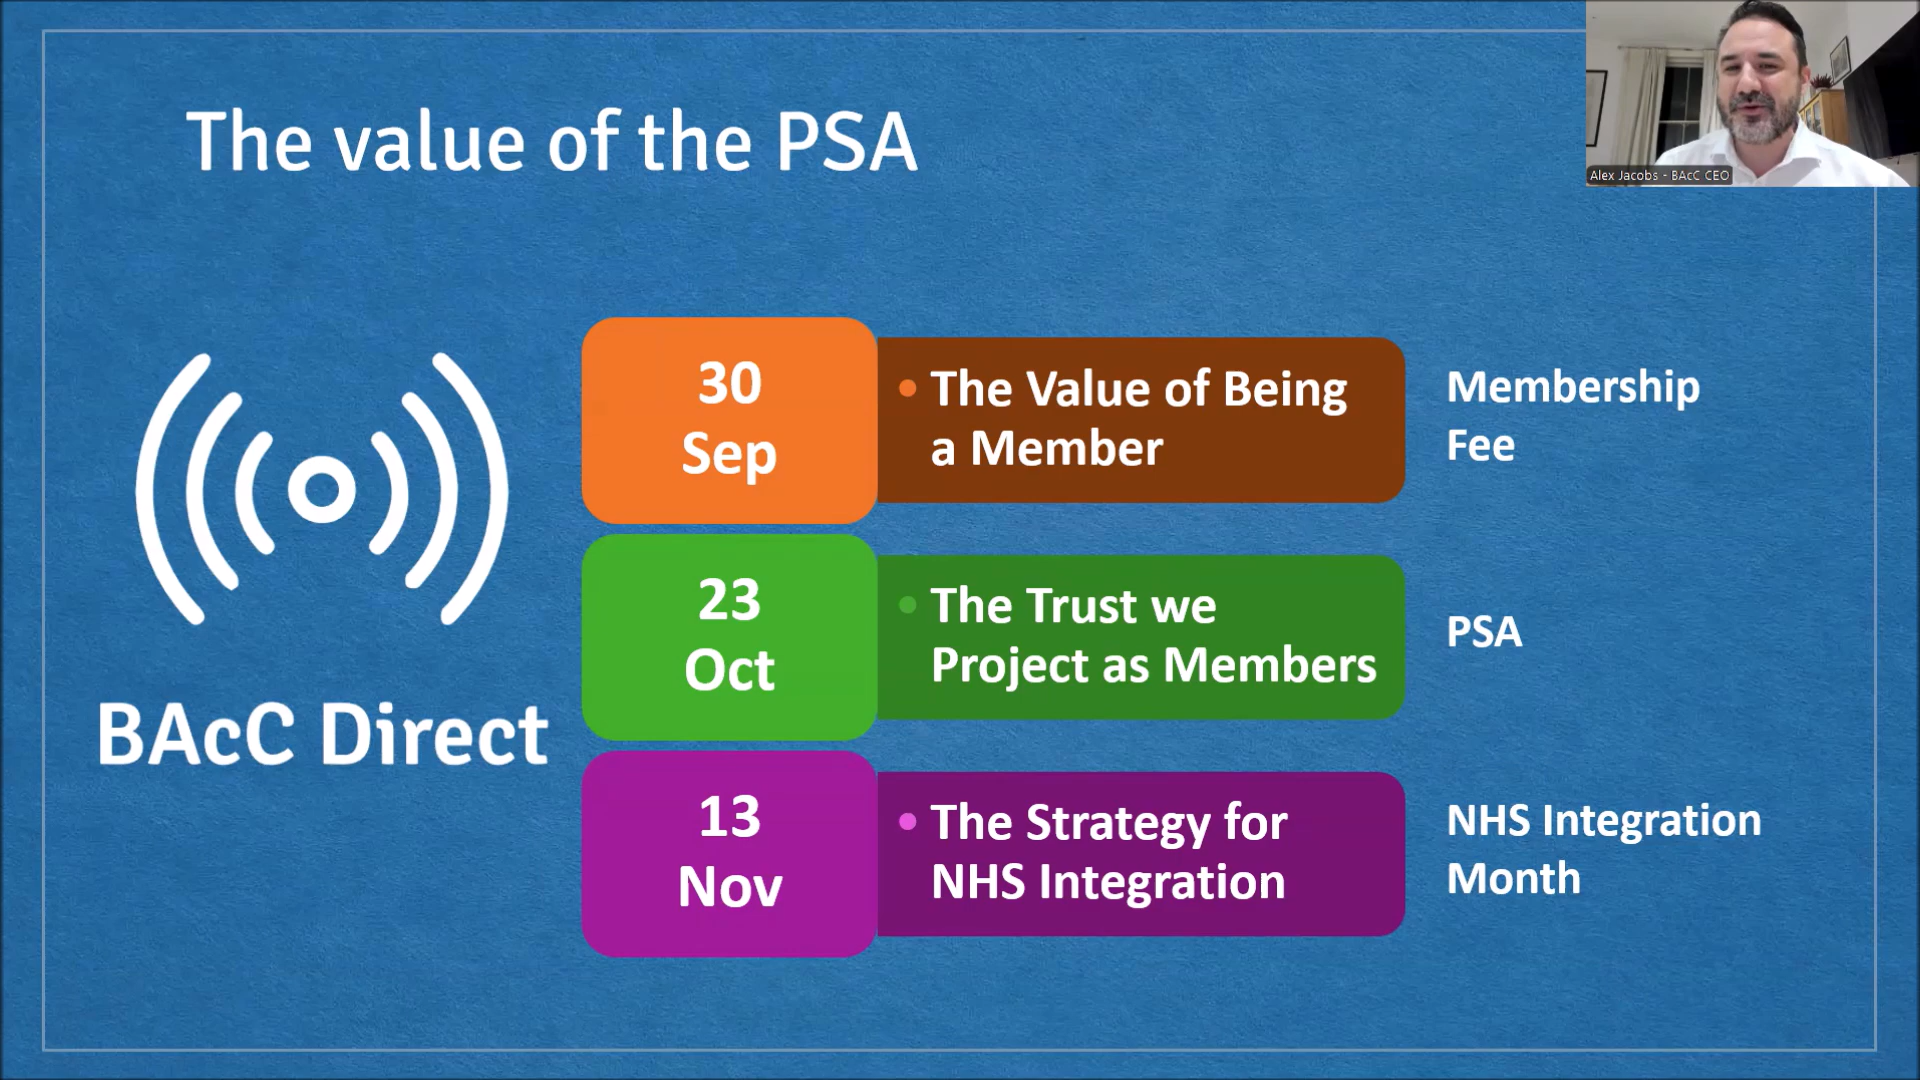 The value of the PSA
Alex Jacobs - BAcC CEO
BAcC Direct
30
Sep
• The Value of Being
a Member
Membership
Fee
23
Oct
• The Trust we
Project as Members
PSA
13
Nov
• The Strategy for
NHS Integration
NHS Integration
Month